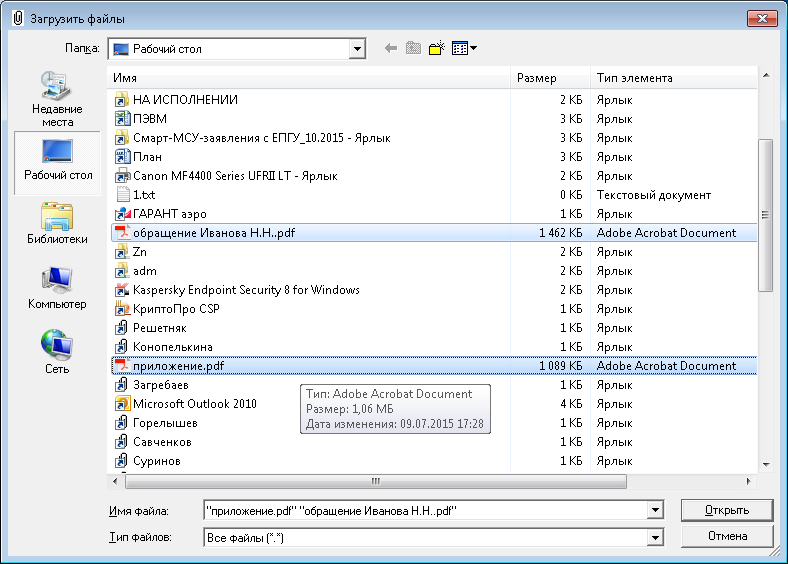 Загрузить файлы
Папка: Рабочий стол
Недавние места
Рабочий стол
Библиотеки
Компьютер
Сеть
Имя Размер Тип элемента
НА ИСПОЛНЕНИИ 2 КБ Ярлык
ПЭВМ 3 КБ Ярлык
Смарт-МСУ-заявления с ЕПГУ_10.2015 - Ярлык 3 КБ Ярлык
План 3 КБ Ярлык
Canon MF4400 Series UFRII LT - Ярлык 2 КБ Ярлык
1.txt 0 КБ Текстовый документ
ГАРАНТ аэро 1 КБ Ярлык
обращение Иванова Н.Н..pdf 1 462 КБ Adobe Acrobat Document
Zn 2 КБ Ярлык
adm 2 КБ Ярлык
Kaspersky Endpoint Security 8 for Windows 2 КБ Ярлык
КриптоПро CSP 1 КБ Ярлык
Решетняк 1 КБ Ярлык
Конопелькина 1 КБ Ярлык
приложение.pdf 1 089 КБ Adobe Acrobat Document
Загребаев 1 КБ Ярлык
Microsoft Outlook 2010 4 КБ Ярлык
Горелышев 2 КБ Ярлык
Савченков 1 КБ Ярлык
Суринов 1 КБ Ярлык
Тип: Adobe Acrobat Document
Размер: 1,06 МБ
Дата изменения: 09.07.2015 17:28
Имя файла: "приложение.pdf" "обращение Иванова Н.Н..pdf" Открыть
Тип файлов: Все файлы (*.*) Отмена